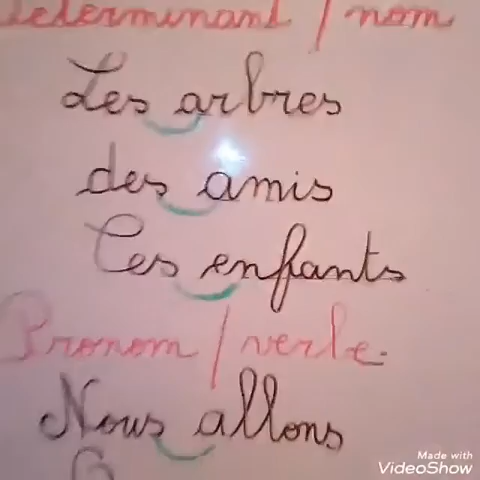 Déterminant / nom
Les arbres
des amis
Ces enfants
Pronom / verbe.
Nous allons
Made with
VideoShow